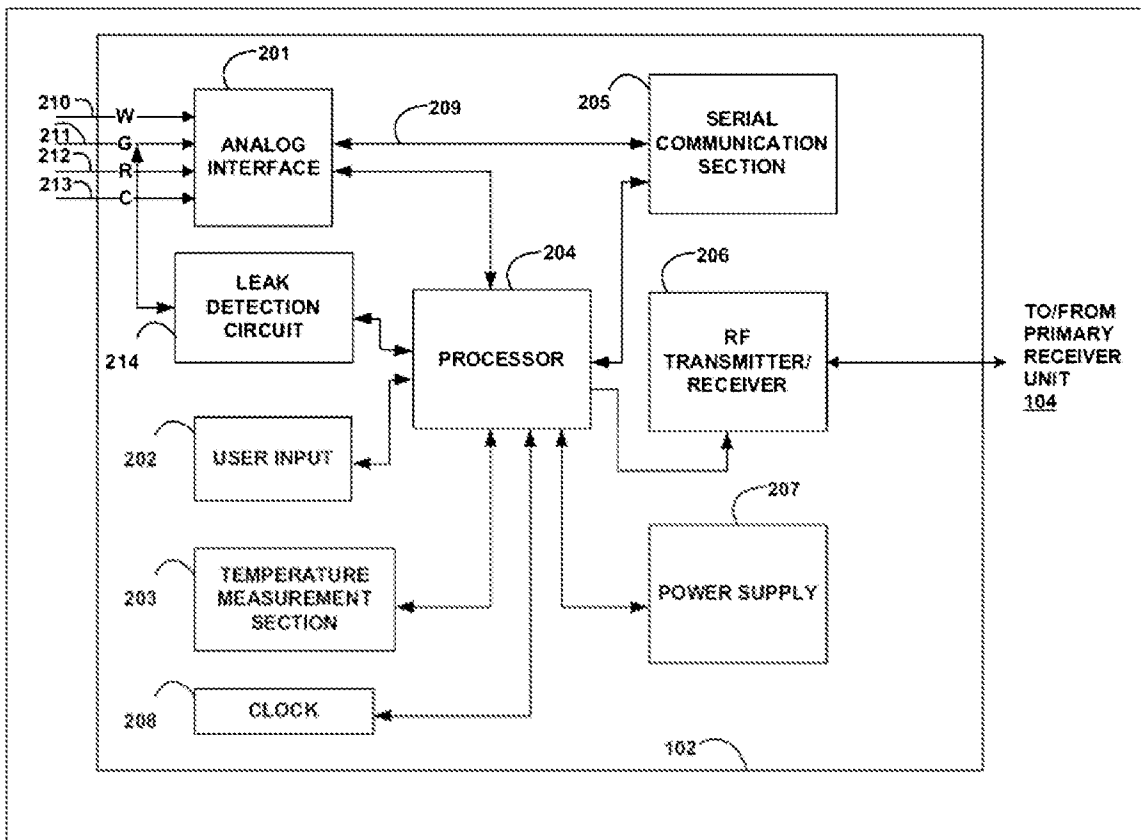 201
ANALOG
INTERFACE
210
W
211
G
212
R
213
C
209
205
SERIAL
COMMUNICATION
SECTION
LEAK
DETECTION
CIRCUIT
214
204
PROCESSOR
206
RF
TRANSMITTER/
RECEIVER
TO/FROM
PRIMARY
RECEIVER
UNIT
104
202
USER INPUT
207
POWER SUPPLY
203
TEMPERATURE
MEASUREMENT
SECTION
208
CLOCK
102